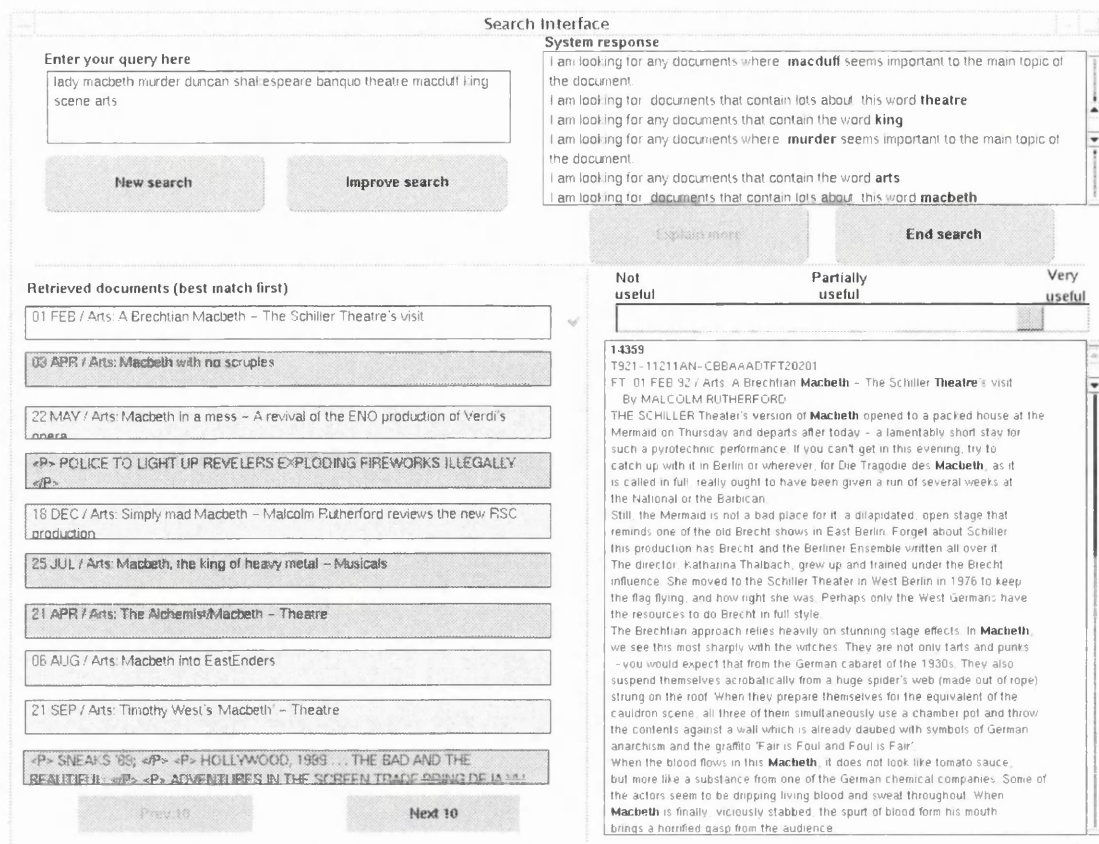 Search Interface
Enter your query here
lady macbeth murder duncan shakespeare banquo theatre macduff king
scene arts
New search
Improve search
System response
I am looking for any documents where macduff seems important to the main topic of
the document.
I am looking for documents that contain lots about this word theatre
I am looking for any documents that contain the word king
I am looking for any documents where murder seems important to the main topic of
the document.
I am looking for any documents that contain the word arts
I am looking for documents that contain lots about this word macbeth
Explain more
End search
Retrieved documents (best match first)
01 FEB / Arts: A Brechtian Macbeth – The Schiller Theatre's visit
03 APR / Arts: Macbeth with no scruples
22 MAY / Arts: Macbeth in a mess – A revival of the ENO production of Verdi's
opera
<P> POLICE TO LIGHT UP REVELERS EXPLODING FIREWORKS ILLEGALLY
</P>
18 DEC / Arts: Simply mad Macbeth – Malcolm Rutherford reviews the new RSC
production
25 JUL / Arts: Macbeth, the king of heavy metal – Musicals
21 APR / Arts: The Alchemist/Macbeth – Theatre
06 AUG / Arts: Macbeth into EastEnders
21 SEP / Arts: Timothy West's 'Macbeth' – Theatre
<P> SNEAKS '89; </P> <P> HOLLYWOOD, 1989 . . . THE BAD AND THE
BEAUTIFUL: </P> <P> ADVENTURES IN THE SCREEN TRADE
Prev 10
Next 10
Not useful
Partially useful
Very useful
14359
T921-11211AN-CBBAAADTFT20201
FT 01 FEB 92 / Arts: A Brechtian Macbeth – The Schiller Theatre's visit
By MALCOLM RUTHERFORD
THE SCHILLER Theater's version of Macbeth opened to a packed house at the
Mermaid on Thursday and departs after today – a lamentably short stay for
such a pyrotechnic performance. If you can't get in this evening, try to
catch up with it in Berlin or wherever, for Die Tragodie des Macbeth, as it
is called in full, really ought to have been given a run of several weeks at
the National or the Barbican.
Still, the Mermaid is not a bad place for it: a dilapidated, open stage that
reminds one of the old Brecht shows in East Berlin. Forget about Schiller:
this production has Brecht and the Berliner Ensemble written all over it.
The director, Katharina Thalbach, grew up and trained under the Brecht
influence. She moved to the Schiller Theater in West Berlin in 1976 to keep
the flag flying, and how right she was. Perhaps only the West Germans have
the resources to do Brecht in full style.
The Brechtian approach relies heavily on stunning stage effects. In Macbeth,
we see this most sharply with the witches. They are not only tarts and punks
– you would expect that from the German cabaret of the 1930s. They also
suspend themselves acrobatically from a huge spider's web (made out of rope)
strung on the roof. When they prepare themselves for the equivalent of the
cauldron scene, all three of them simultaneously use a chamber pot and throw
the contents against a wall which is already daubed with symbols of German
anarchism and the graffito 'Fair is Foul and Foul is Fair'.
When the blood flows in this Macbeth, it does not look like tomato sauce,
but more like a substance from one of the German chemical companies. Some of
the actors seem to be dripping living blood and sweat throughout. When
Macbeth is finally, viciously stabbed, the spurt of blood form his mouth
brings a horrified gasp from the audience.